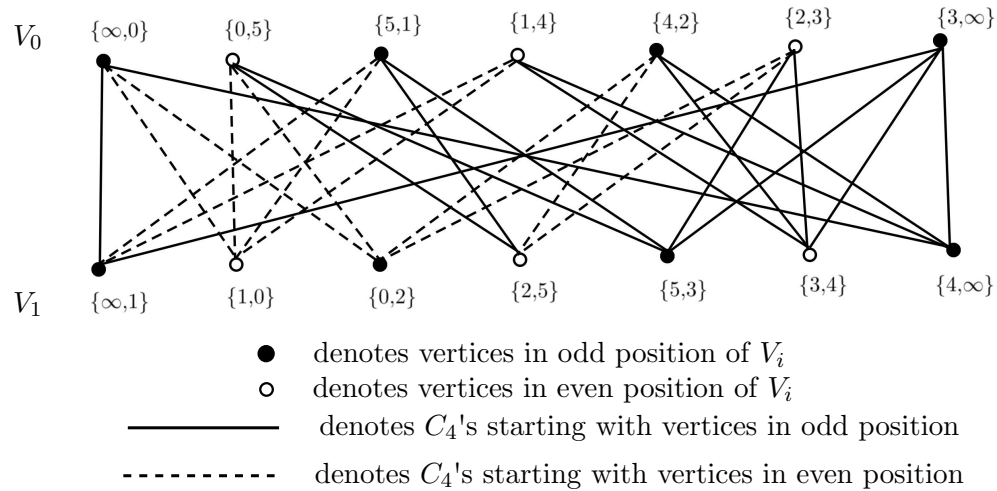 V₀ {∞,0} {0,5} {5,1} {1,4} {4,2} {2,3} {3,∞}
V₁ {∞,1} {1,0} {0,2} {2,5} {5,3} {3,4} {4,∞}
denotes vertices in odd position of Vᵢ
denotes vertices in even position of Vᵢ
denotes C₄'s starting with vertices in odd position
denotes C₄'s starting with vertices in even position